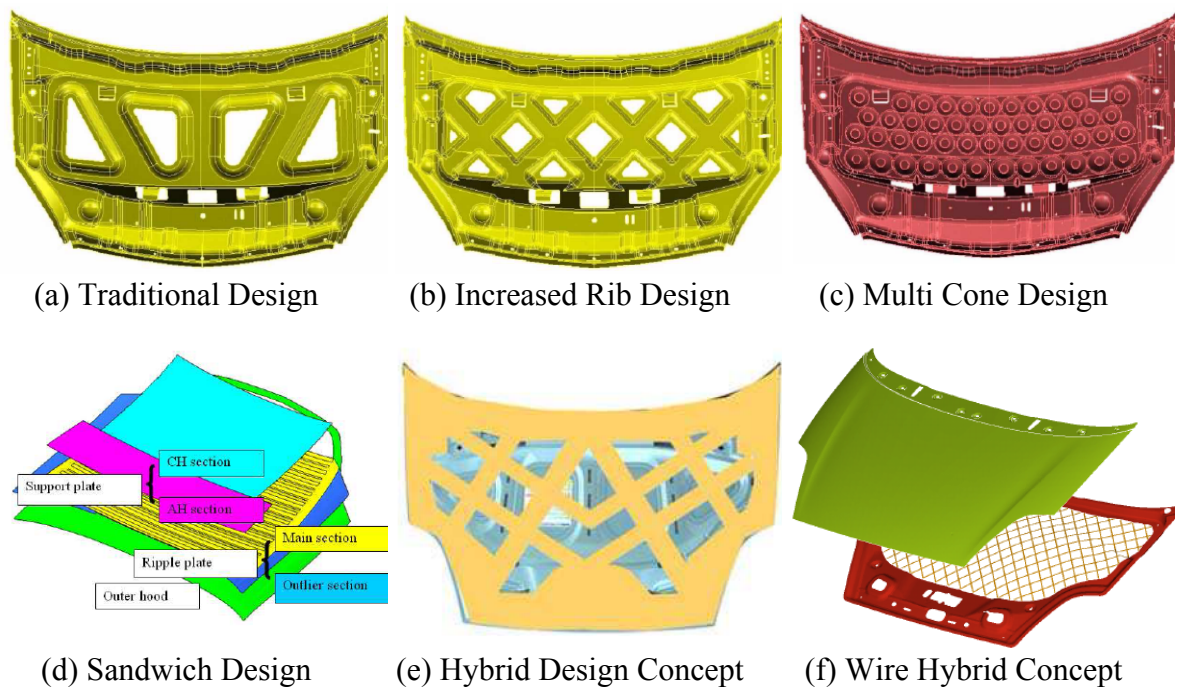 (a) Traditional Design
(b) Increased Rib Design
(c) Multi Cone Design
CH section
Support plate
AH section
Main section
Ripple plate
Outlier section
Outer hood
(d) Sandwich Design
(e) Hybrid Design Concept
(f) Wire Hybrid Concept